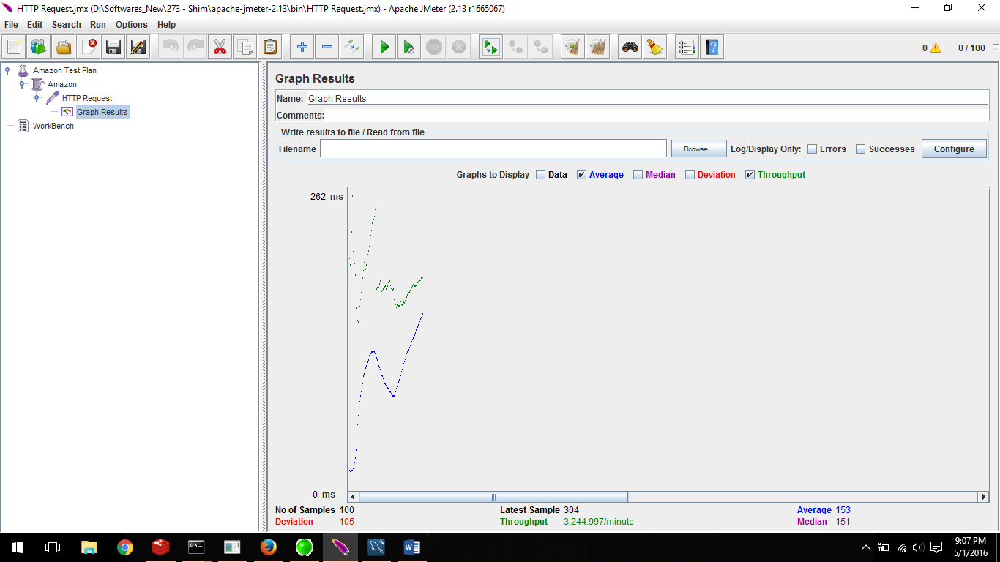 HTTP Request.jmx (D:\Softwares_New\273 - Shim\apache-jmeter-2.13\bin\HTTP Request.jmx) - Apache JMeter (2.13 r1665067)
File Edit Search Run Options Help
0 0 / 100
Amazon Test Plan
Amazon
HTTP Request
Graph Results
WorkBench
Graph Results
Name: Graph Results
Comments:
Write results to file / Read from file
Filename Browse... Log/Display Only: Errors Successes Configure
Graphs to Display Data Average Median Deviation Throughput
262 ms
0 ms
No of Samples 100 Latest Sample 304 Average 153
Deviation 105 Throughput 3,244.997/minute Median 151
9:07 PM
5/1/2016